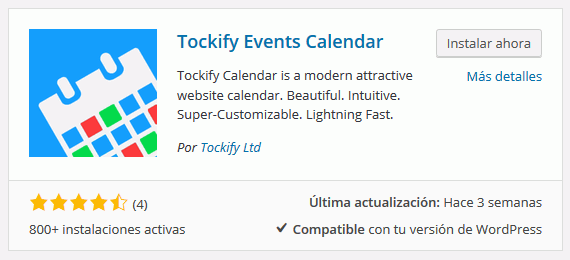 Tockify Events Calendar
Instalar ahora
Más detalles
Tockify Calendar is a modern attractive
website calendar. Beautiful. Intuitive.
Super-Customizable. Lightning Fast.
Por Tockify Ltd
(4)
Última actualización: Hace 3 semanas
800+ instalaciones activas
Compatible con tu versión de WordPress